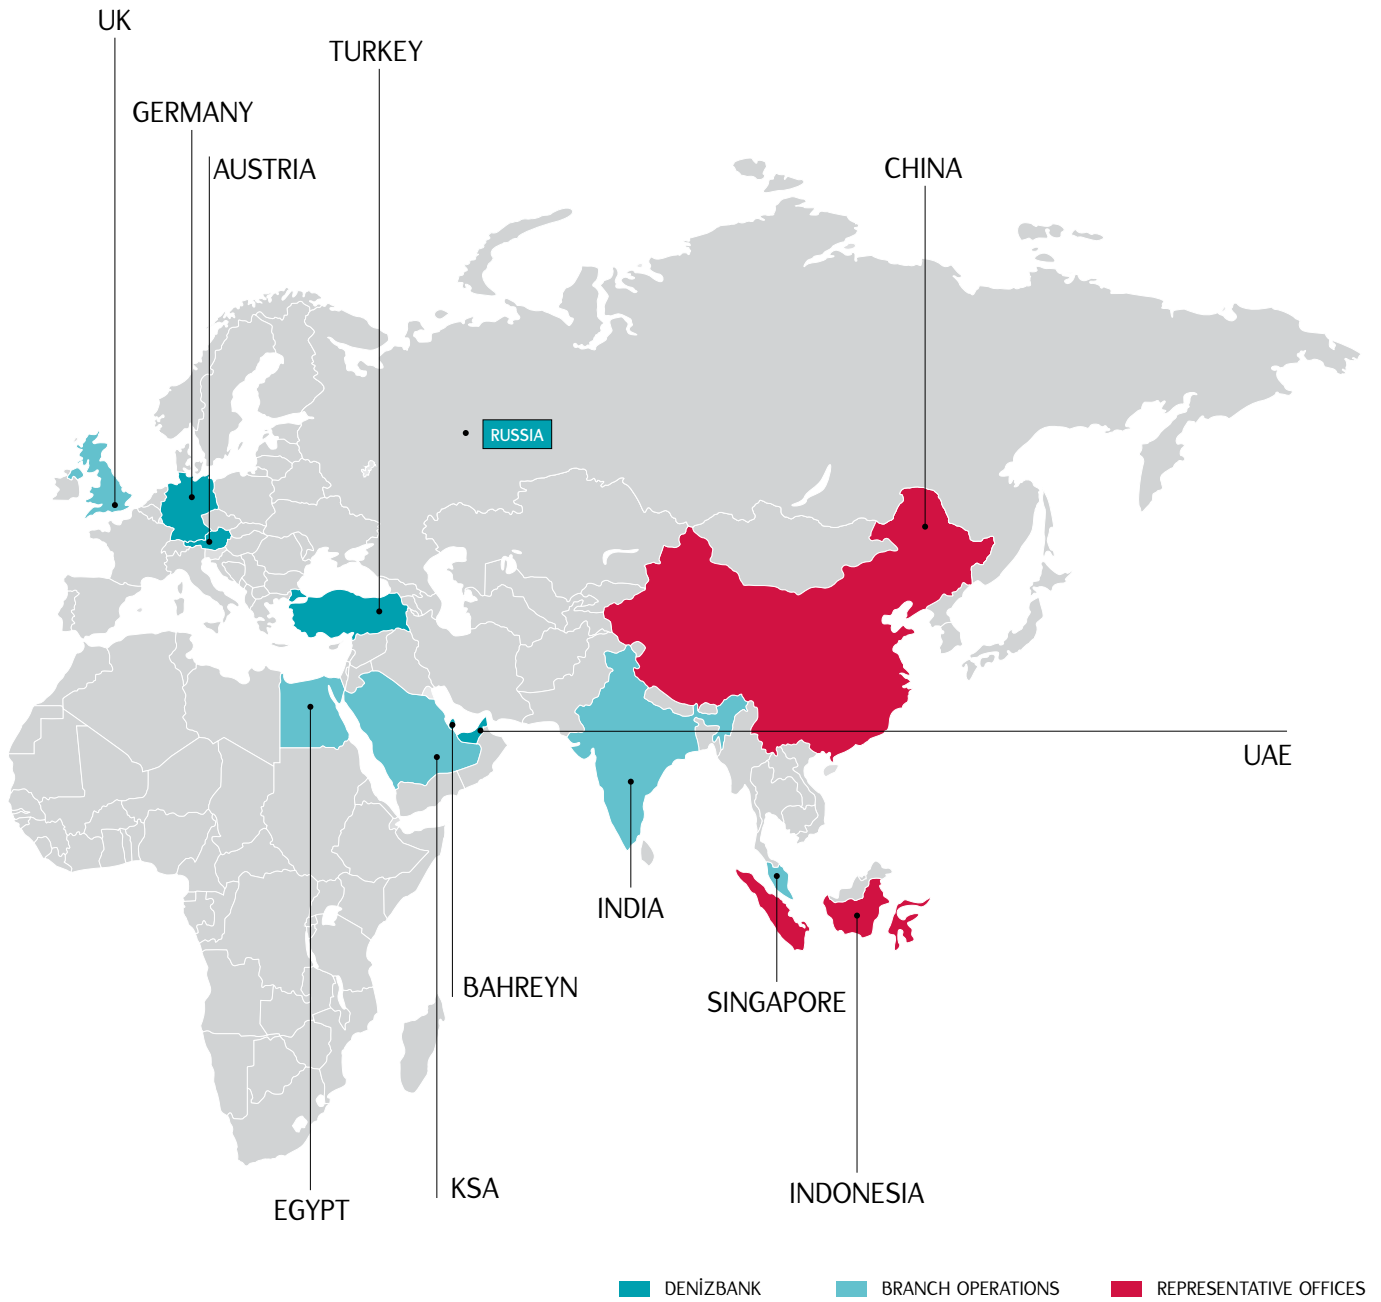 UK
TURKEY
GERMANY
AUSTRIA
CHINA
RUSSIA
UAE
INDIA
BAHREYN
SINGAPORE
KSA
INDONESIA
EGYPT
DENİZBANK
BRANCH OPERATIONS
REPRESENTATIVE OFFICES